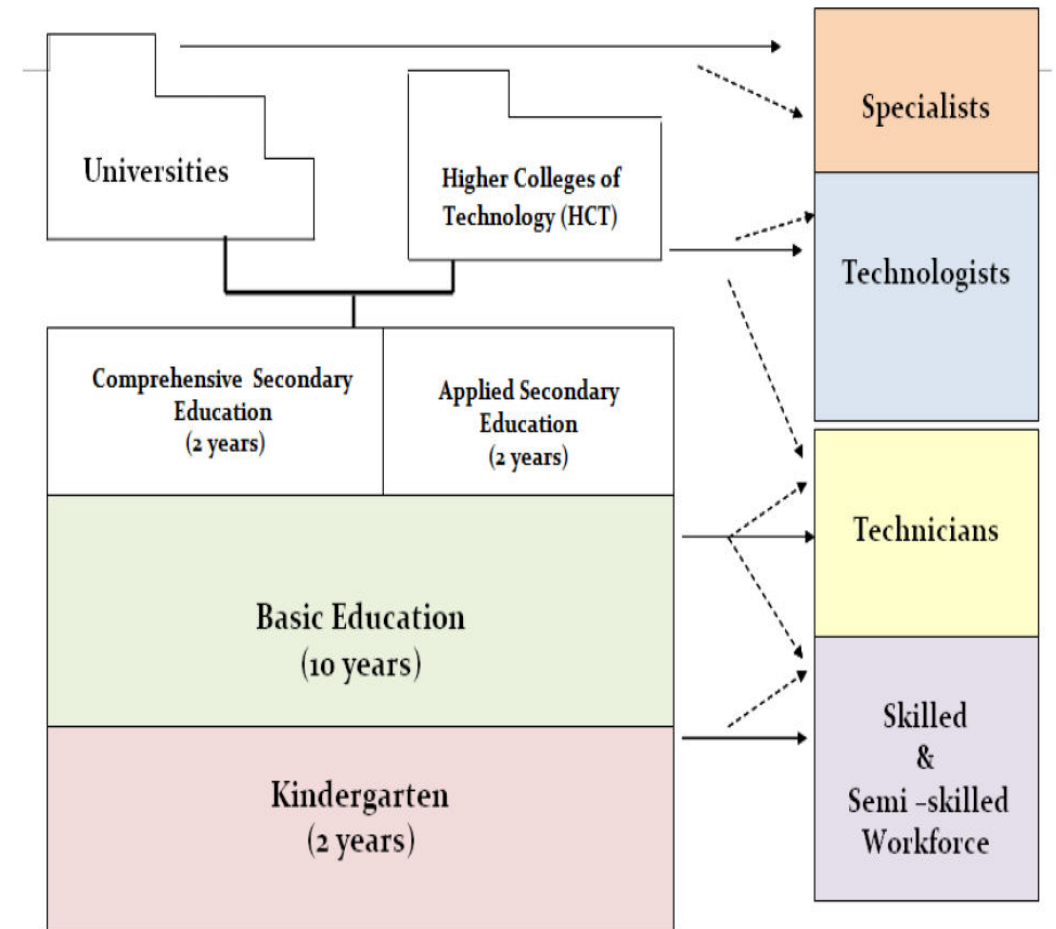 Universities
Higher Colleges of
Technology (HCT)
Comprehensive Secondary
Education
(2 years)
Applied Secondary
Education
(2 years)
Basic Education
(10 years)
Kindergarten
(2 years)
Specialists
Technologists
Technicians
Skilled
&
Semi -skilled
Workforce